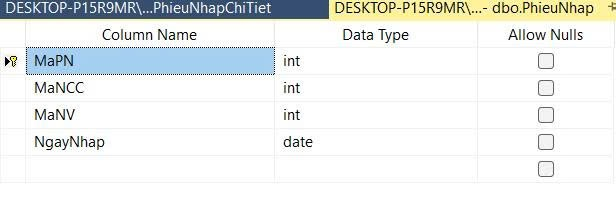 DESKTOP-P15R9MR\...PhieuNhapChiTiet DESKTOP-P15R9MR\...- dbo.PhieuNhap
Column Name Data Type Allow Nulls
MaPN int
MaNCC int
MaNV int
NgayNhap date